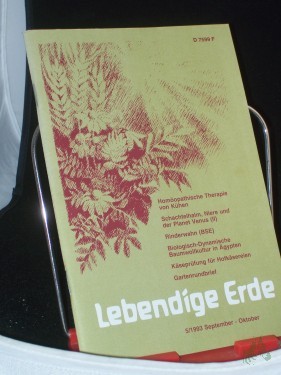 D 7096 F
Homöopathische Therapie
von Kühen
Schachtelhalm, Niere und
der Planet Venus (II)
Rinderwahn (BSE)
Biologisch-Dynamische
Baumwollkultur in Ägypten
Käseprüfung für Hofkäsereien
Gartenrundbrief
Lebendige Erde
5/1993 September - Oktober